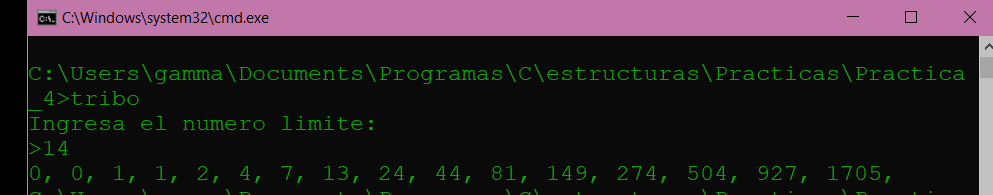 C:\Windows\system32\cmd.exe
C:\Users\gamma\Documents\Programas\C\estructuras\Practicas\Practica
_4>tribo
Ingresa el numero limite:
>14
0, 0, 1, 1, 2, 4, 7, 13, 24, 44, 81, 149, 274, 504, 927, 1705,